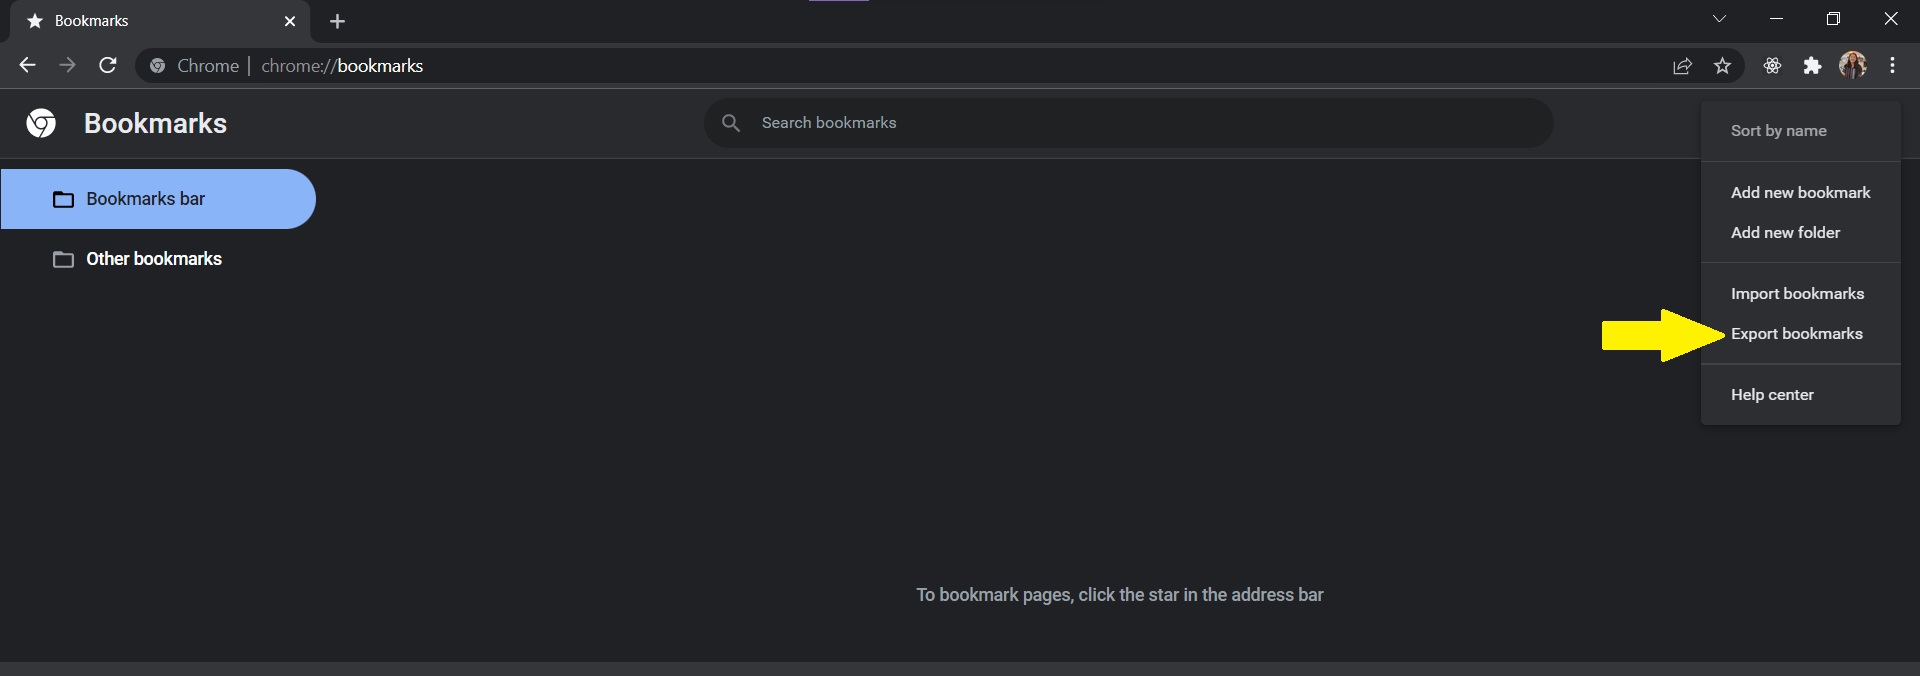 Bookmarks
Chrome | chrome://bookmarks
Bookmarks
Search bookmarks
Sort by name
Bookmarks bar
Add new bookmark
Add new folder
Other bookmarks
Import bookmarks
Export bookmarks
Help center
To bookmark pages, click the star in the address bar